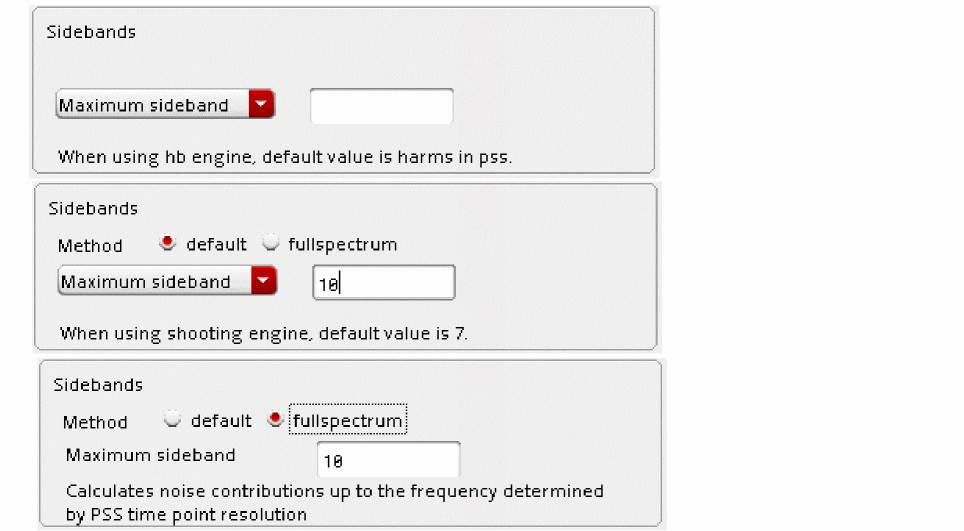 Sidebands
Maximum sideband
When using hb engine, default value is harms in pss.
Sidebands
Method default fullspectrum
Maximum sideband 10
When using shooting engine, default value is 7.
Sidebands
Method default fullspectrum
Maximum sideband 10
Calculates noise contributions up to the frequency determined
by PSS time point resolution